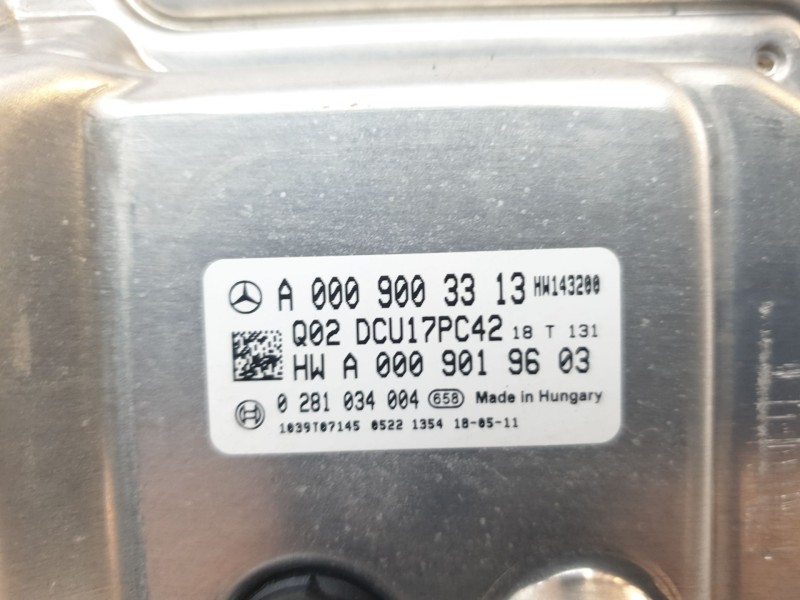 A 000 900 33 13 HW143200
Q02 DCU17PC42 18 T 131
HW A 000 901 96 03
0 281 034 004 658 Made in Hungary
1039T07145 0522 1354 18-05-11